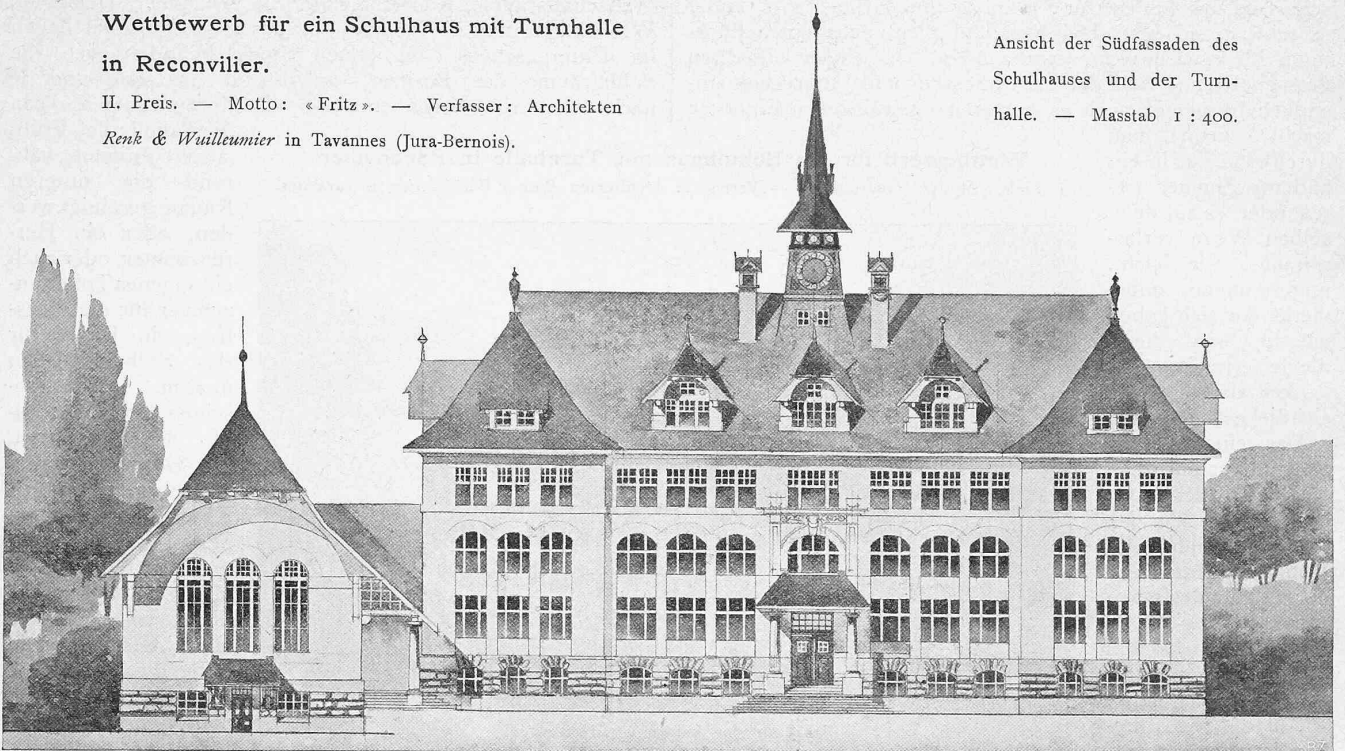 Wettbewerb für ein Schulhaus mit Turnhalle
in Reconvilier.
II. Preis. — Motto: « Fritz ». — Verfasser: Architekten
Renk & Wuilleumier in Tavannes (Jura-Bernois).
Ansicht der Südfassaden des
Schulhauses und der Turn-
halle. — Masstab 1 : 400.